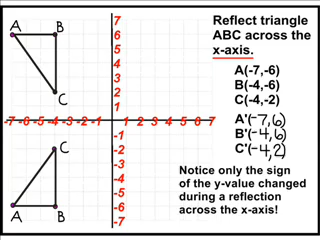 Reflect triangle
ABC across the
x-axis.
A(-7,-6)
B(-4,-6)
C(-4,-2)
A'(-7,6)
B'(-4,6)
C'(-4,2)
Notice only the sign
of the y-value changed
during a reflection
across the x-axis!
A
B
C
7
6
5
4
3
2
1
-7 -6 -5 -4 -3 -2 -1 1 2 3 4 5 6 7
-1
-2
-3
-4
-5
-6
-7
C
A
B